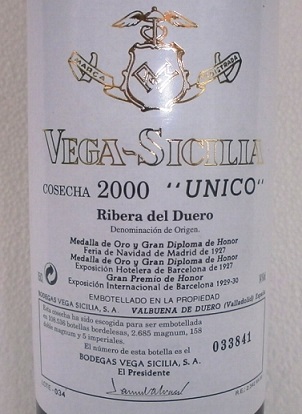 MARCA REGISTRADA
VEGA-SICILIA
COSECHA 2000 "UNICO"
Ribera del Duero
Denominación de Origen.
Medalla de Oro y Gran Diploma de Honor
Feria de Navidad de Madrid de 1927
Medalla de Oro y Gran Diploma de Honor
Exposición Hotelera de Barcelona de 1927
Gran Premio de Honor
Exposición Internacional de Barcelona 1929-30
EMBOTELLADO EN LA PROPIEDAD
BODEGAS VEGA SICILIA, S. A. VALBUENA DE DUERO (Valladolid)
Esta cosecha ha sido escogida para ser embotellada
en 108.136 botellas bordelesas, 2.685 magnum, 158
doble magnum y 5 imperiales.
El número de esta botella es el 033841
BODEGAS VEGA SICILIA, S. A.
El Presidente